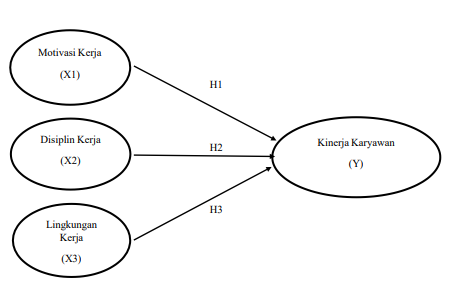 Motivasi Kerja
(X1)
H1
Disiplin Kerja
(X2)
H2
Kinerja Karyawan
(Y)
Lingkungan
Kerja
(X3)
H3